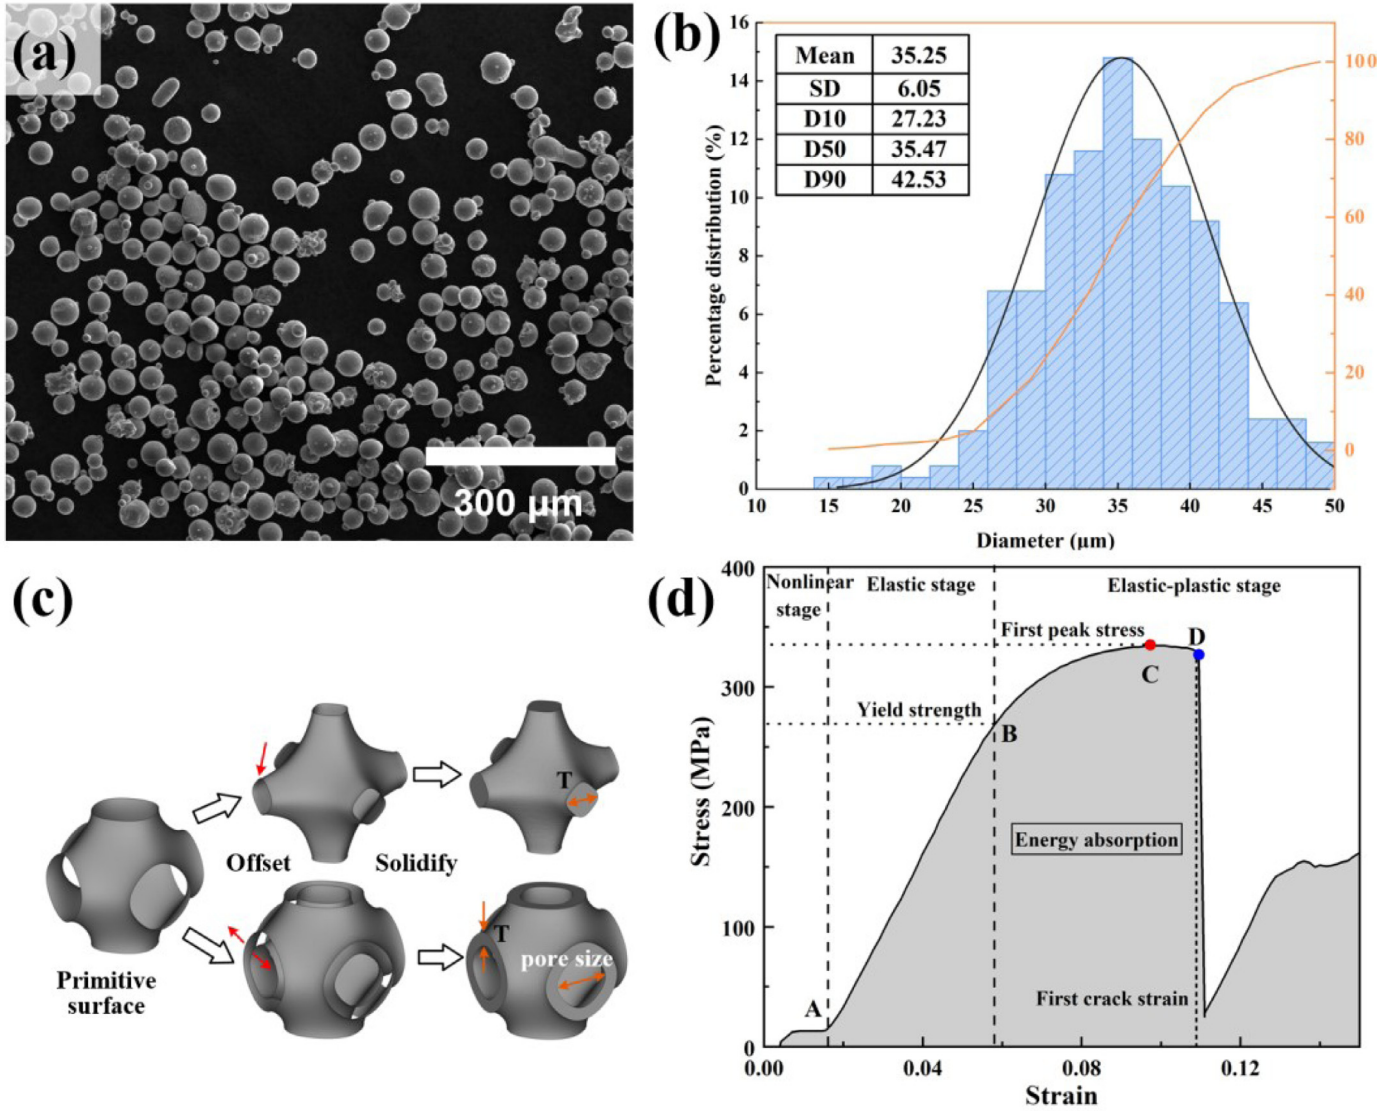 (a)
300 μm
(b)
Mean 35.25
SD 6.05
D10 27.23
D50 35.47
D90 42.53
Percentage distribution (%)
16
14
12
10
8
6
4
2
0
100
80
60
40
20
0
10 15 20 25 30 35 40 45 50
Diameter (μm)
(c)
Primitive
surface
Offset
Solidify
T
T
pore size
(d)
Nonlinear
stage
Elastic stage
Elastic-plastic stage
First peak stress
D
C
Yield strength
B
Energy absorption
First crack strain
A
Stress (MPa)
400
300
200
100
0
0.00 0.04 0.08 0.12
Strain